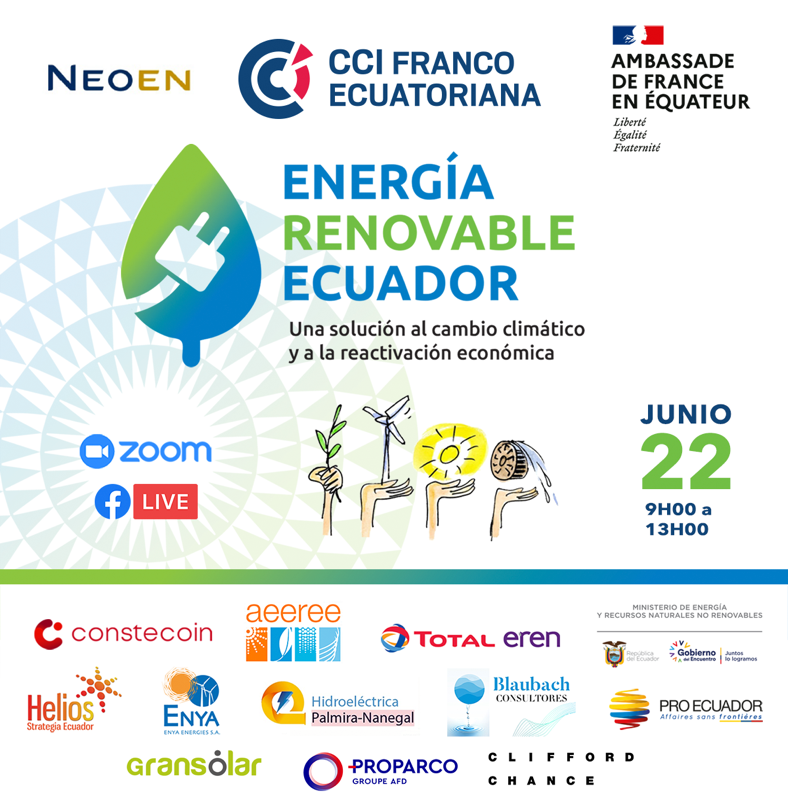 NEOEN
CCI FRANCO
ECUATORIANA
AMBASSADE
DE FRANCE
EN ÉQUATEUR
Liberté
Égalité
Fraternité
ENERGÍA
RENOVABLE
ECUADOR
Una solución al cambio climático
y a la reactivación económica
zoom
LIVE
JUNIO
22
9H00 a
13H00
constecoin
aeeree
TOTAL eren
MINISTERIO DE ENERGÍA
Y RECURSOS NATURALES NO RENOVABLES
República
del Ecuador
Gobierno
del Encuentro
Juntos
lo logramos
Helios
Strategia Ecuador
ENYA
ENYA ENERGIES S.A.
Hidroeléctrica
Palmira-Nanegal
Blaubach
CONSULTORES
PRO ECUADOR
Affaires sans frontières
gransolar
PROPARCO
GROUPE AFD
CLIFFORD
CHANCE